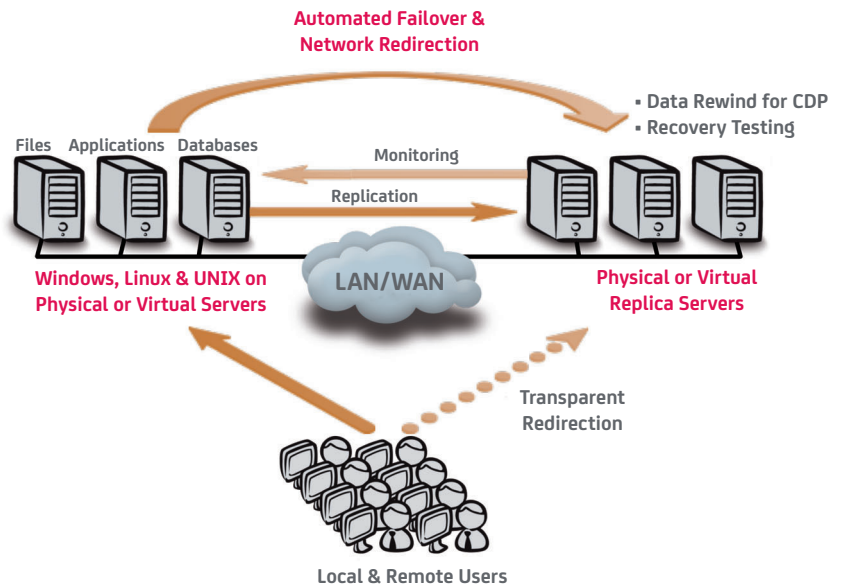 Automated Failover &
Network Redirection
▪ Data Rewind for CDP
▪ Recovery Testing
Files Applications Databases
Monitoring
Replication
LAN/WAN
Windows, Linux & UNIX on
Physical or Virtual Servers
Physical or Virtual
Replica Servers
Transparent
Redirection
Local & Remote Users